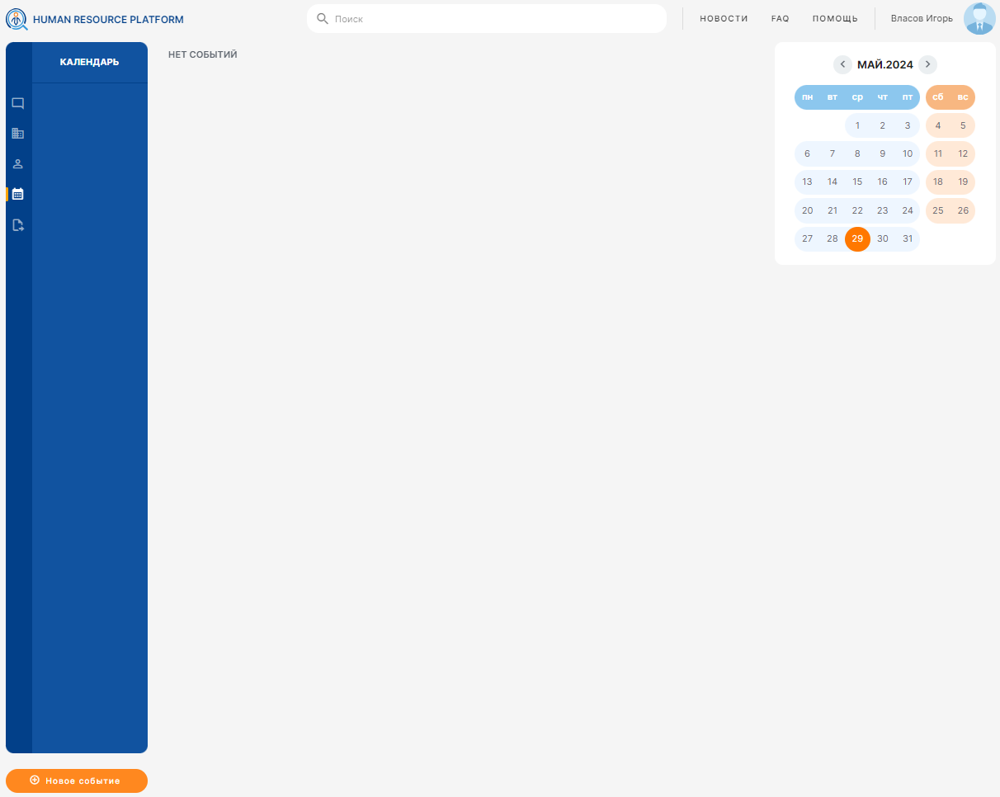 HUMAN RESOURCE PLATFORM
Поиск
НОВОСТИ FAQ ПОМОЩЬ
Власов Игорь
КАЛЕНДАРЬ
НЕТ СОБЫТИЙ
МАЙ.2024
пн вт ср чт пт сб вс
1 2 3 4 5
6 7 8 9 10 11 12
13 14 15 16 17 18 19
20 21 22 23 24 25 26
27 28 29 30 31
Новое событие